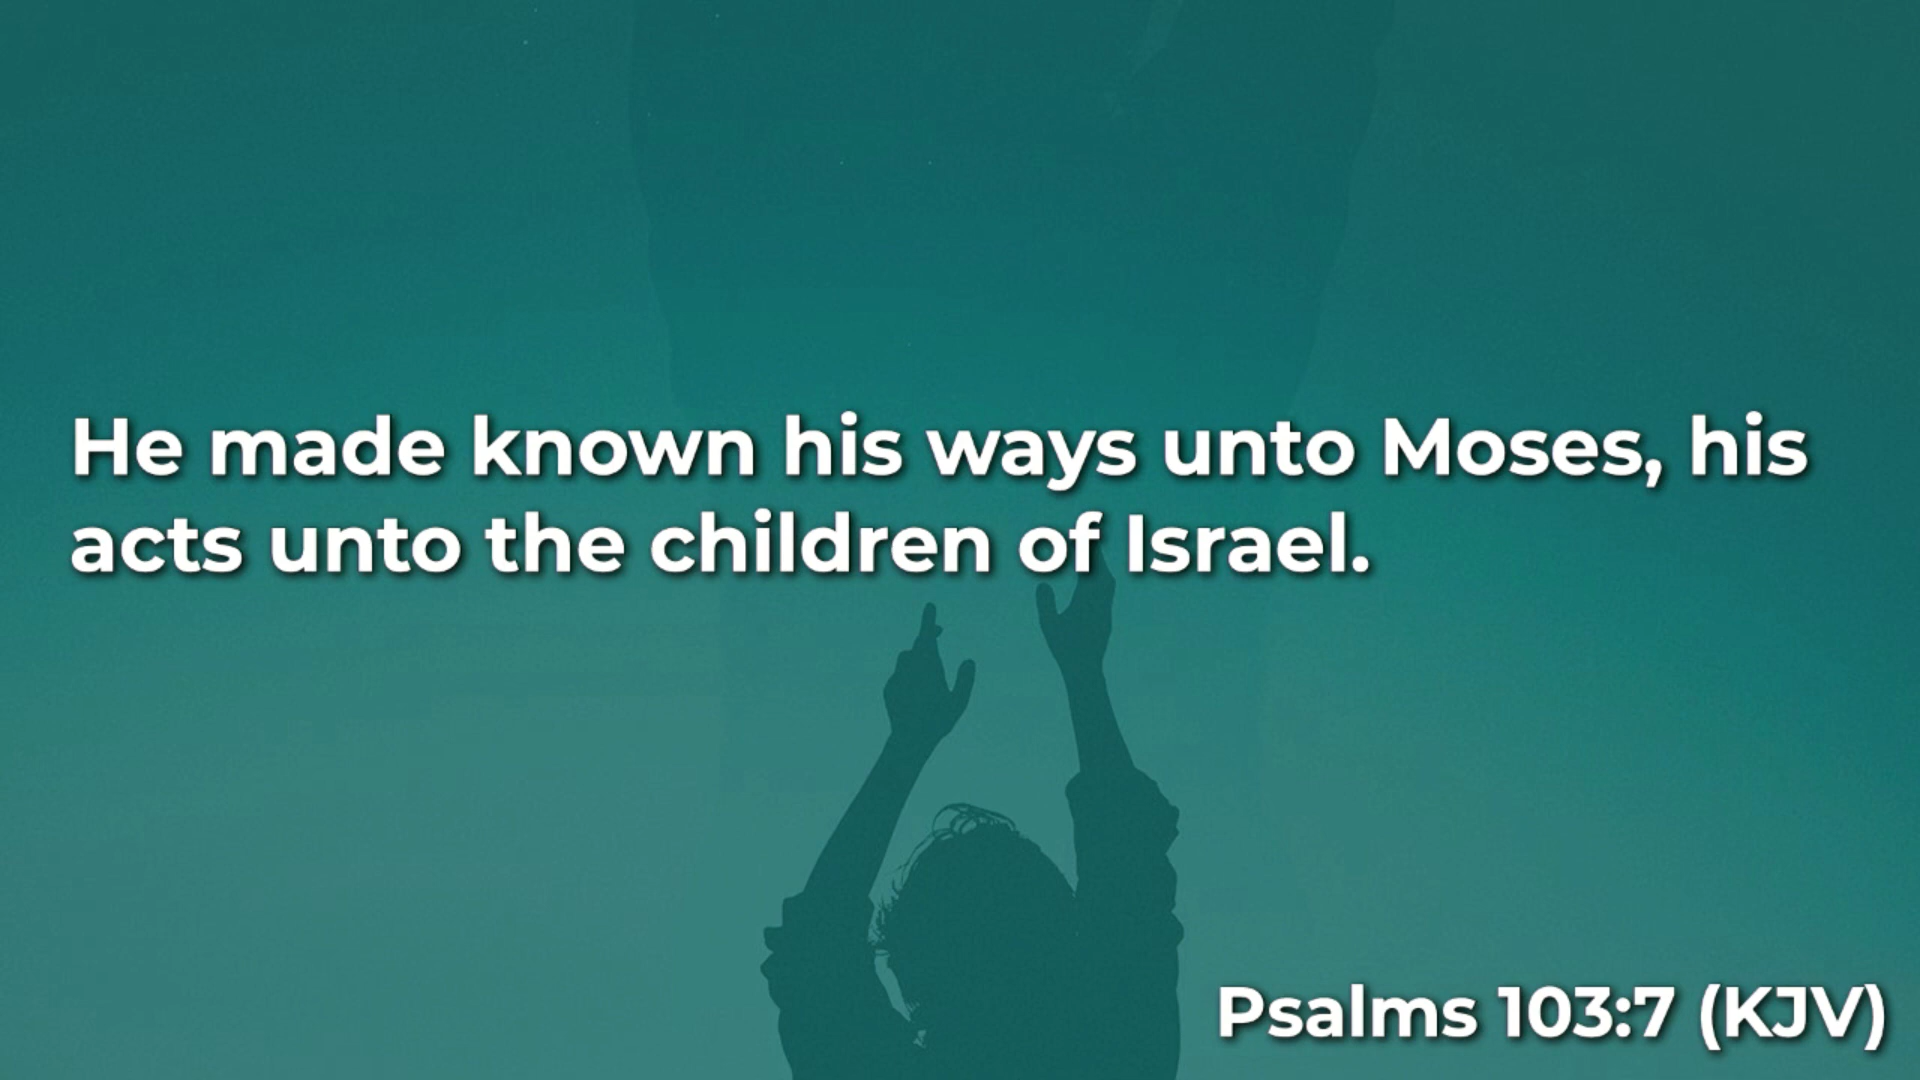 He made known his ways unto Moses, his
acts unto the children of Israel.
Psalms 103:7 (KJV)